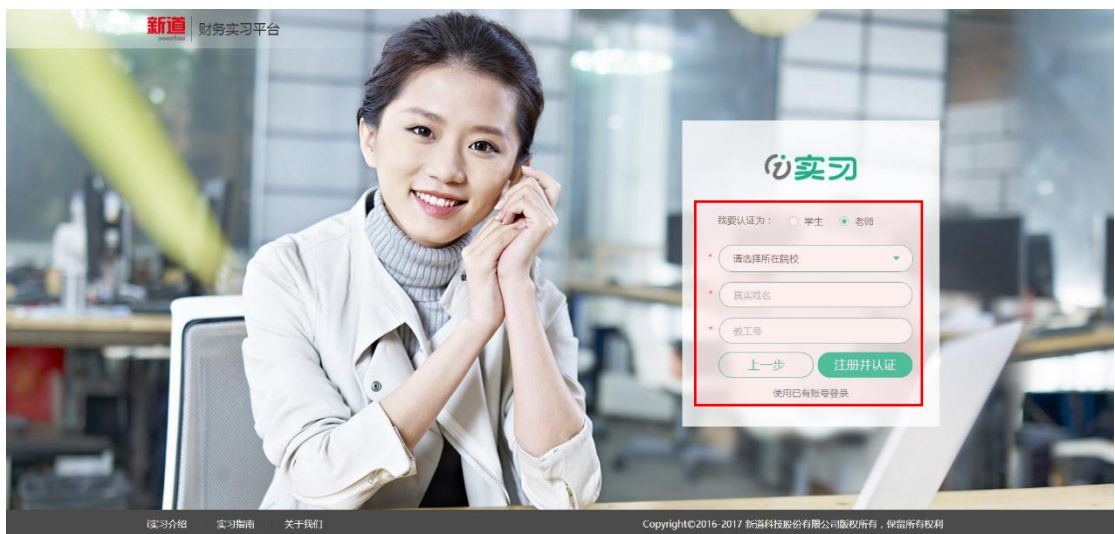 新道 财务实习平台
i实习
我要认证为： 学生 老师
* 请选择所在院校
* 真实姓名
* 教工号
上一步 注册并认证
使用已有账号登录
i实习介绍 实习指南 关于我们 Copyright©2016-2017 新道科技股份有限公司版权所有，保留所有权利